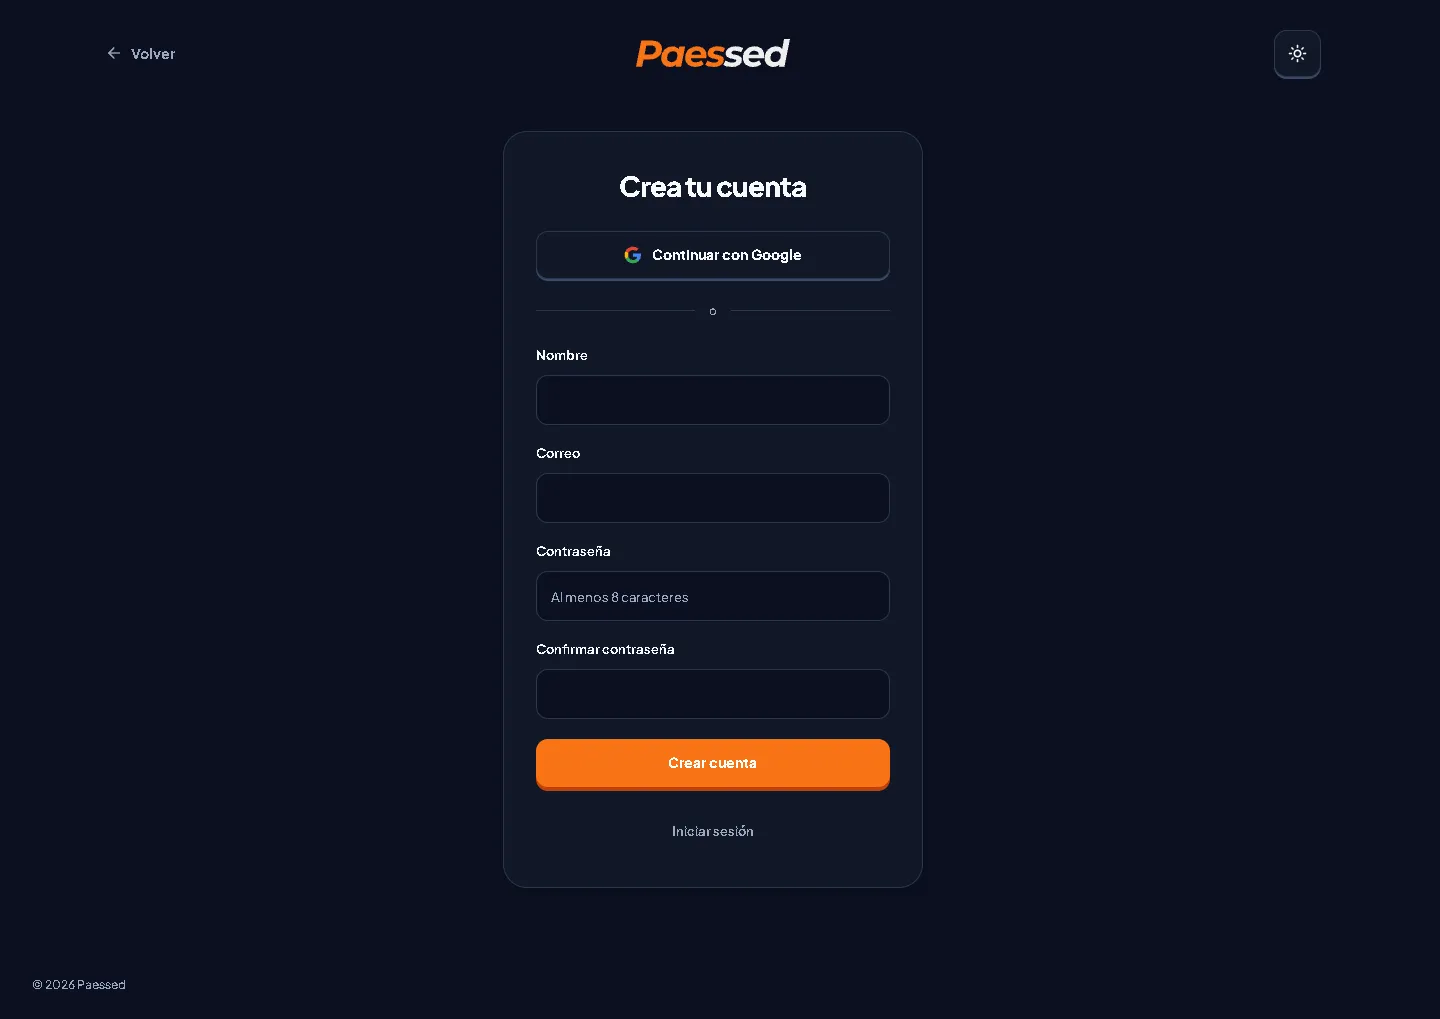 Volver
Paessed
Crea tu cuenta
Continuar con Google
o
Nombre
Correo
Contraseña
Al menos 8 caracteres
Confirmar contraseña
Crear cuenta
Iniciar sesión
© 2026 Paessed